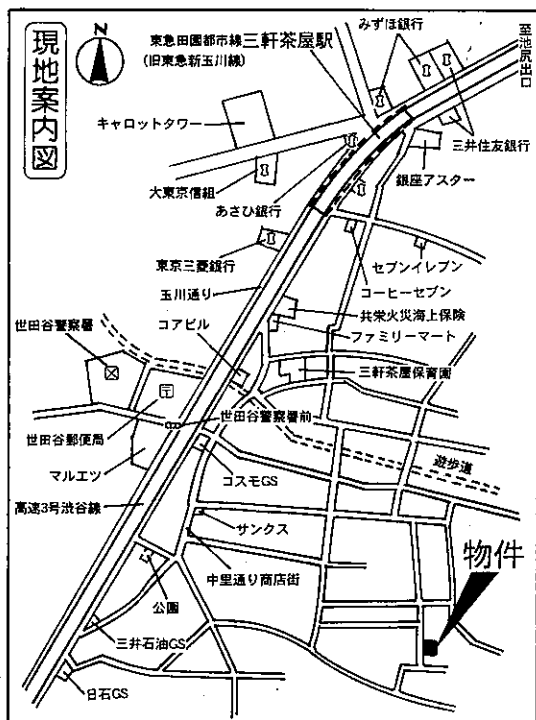 現地案内図
N
東急田園都市線三軒茶屋駅
(旧東急新玉川線)
みずほ銀行
至池尻出口
キャロットタワー
三井住友銀行
大東京信組
銀座アスター
あさひ銀行
東京三菱銀行
セブンイレブン
コーヒーセブン
玉川通り
共栄火災海上保険
世田谷警察署
コアビル
ファミリーマート
三軒茶屋保育園
世田谷警察署前
世田谷郵便局
遊歩道
マルエツ
コスモGS
高速3号渋谷線
サンクス
物件
中里通り商店街
公園
三井石油GS
日石GS